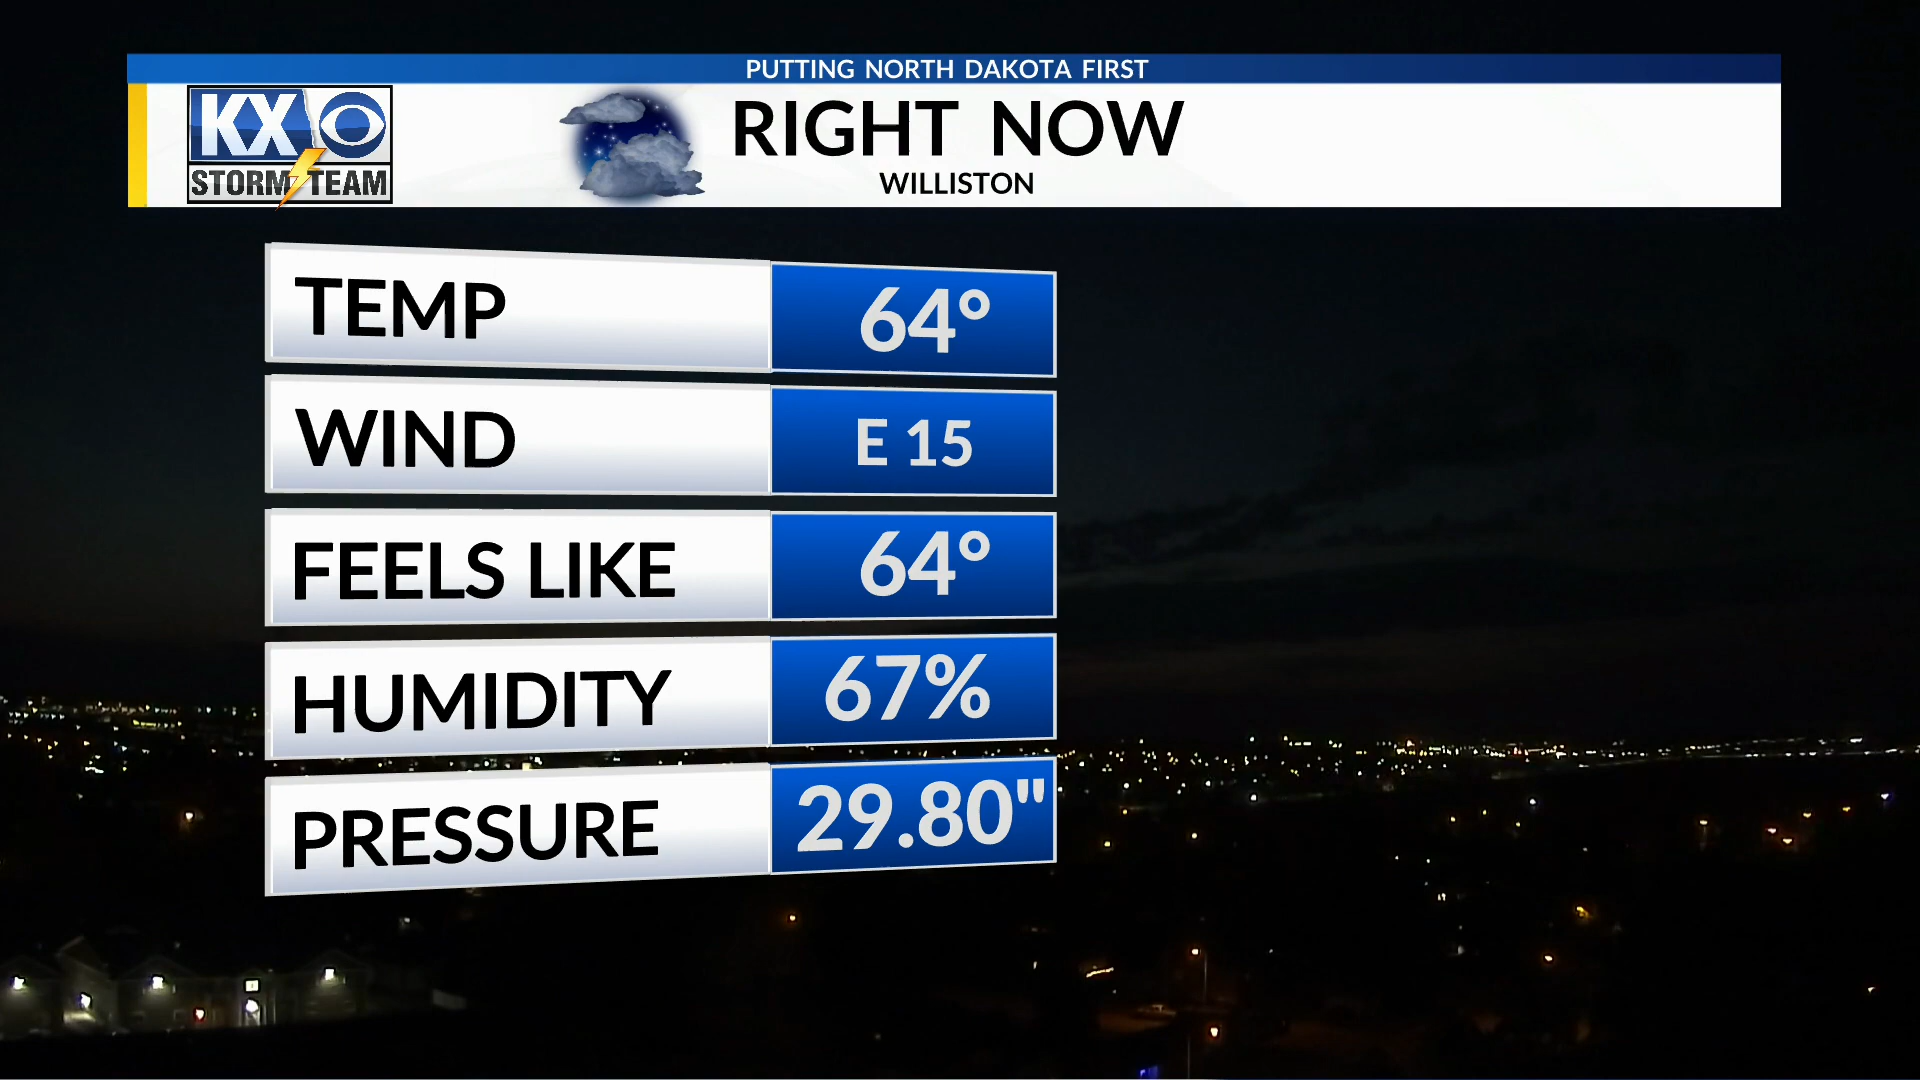 PUTTING NORTH DAKOTA FIRST
KX
STORM TEAM
RIGHT NOW
WILLISTON
TEMP 64°
WIND E 15
FEELS LIKE 64°
HUMIDITY 67%
PRESSURE 29.80"